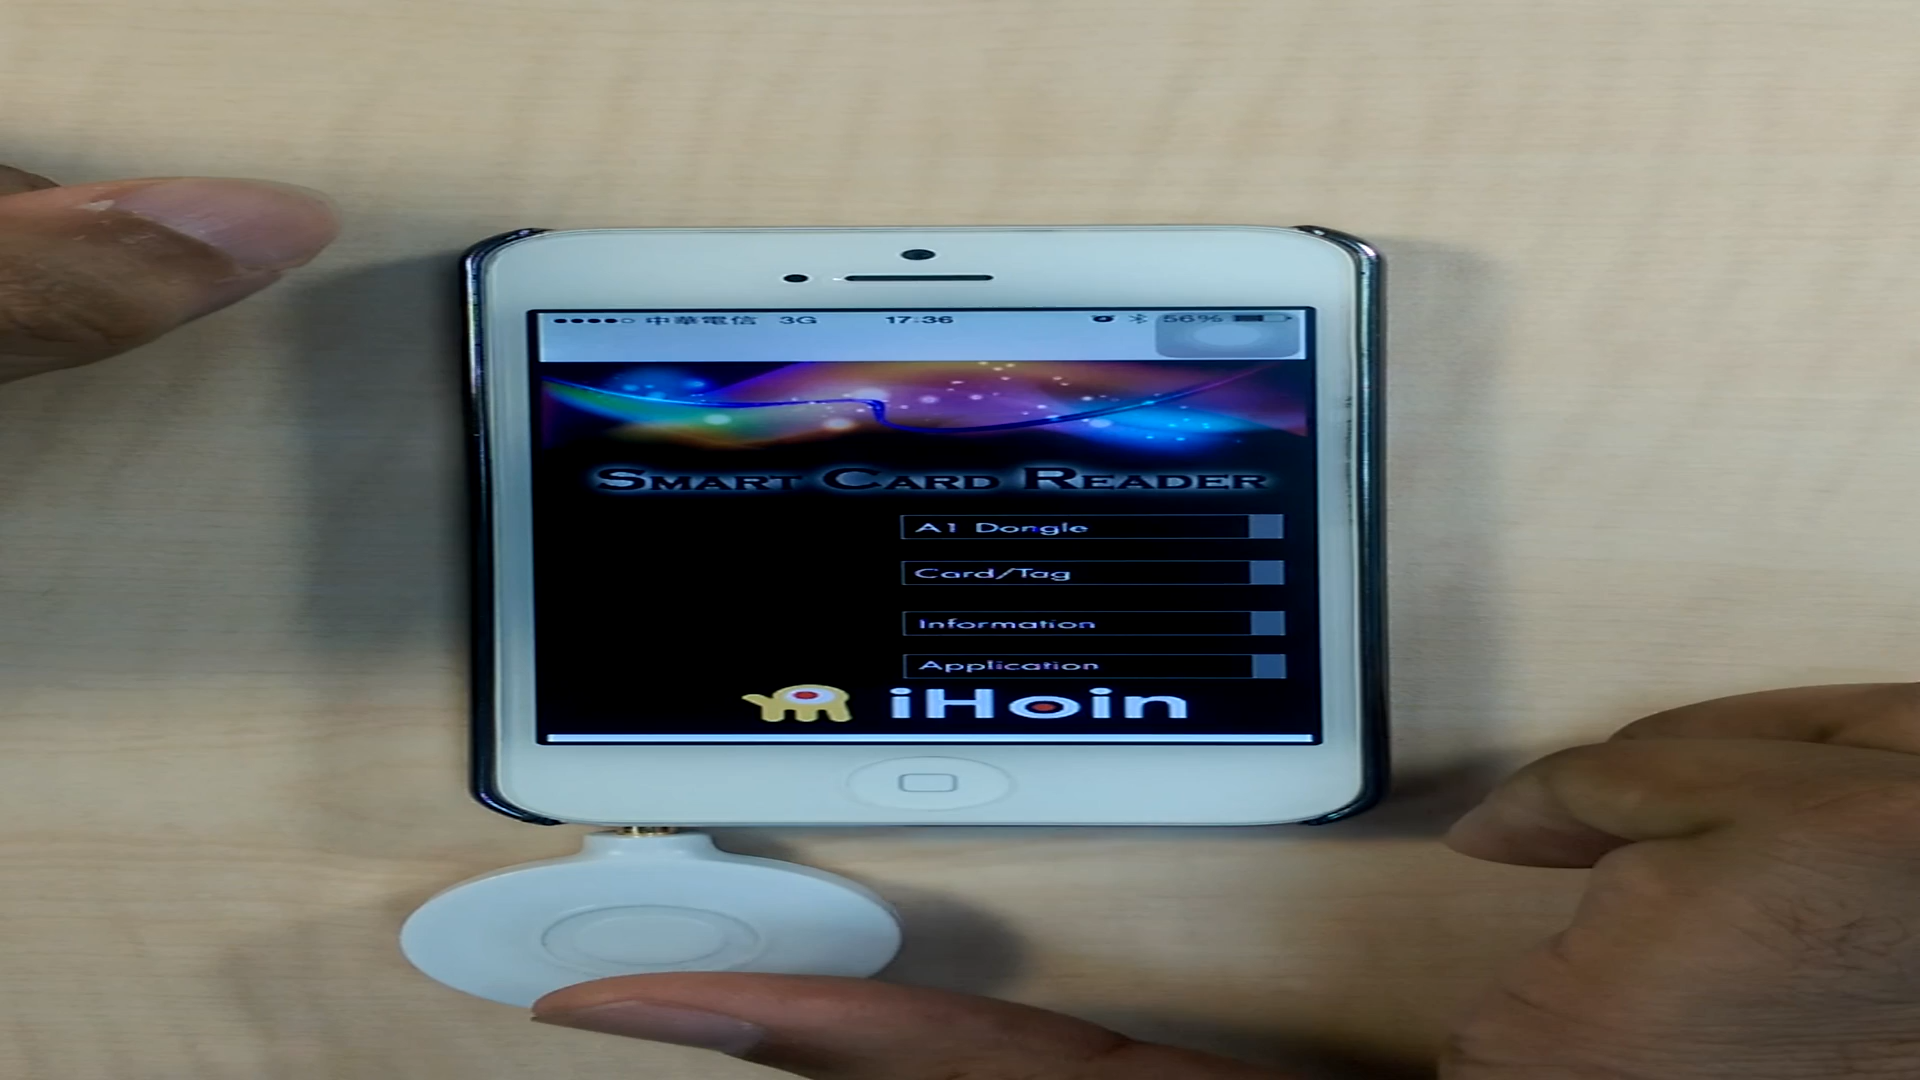 中華電信 3G 17:36 56%
SMART CARD READER
A1 Dongle
Card/Tag
Information
Application
iHoin